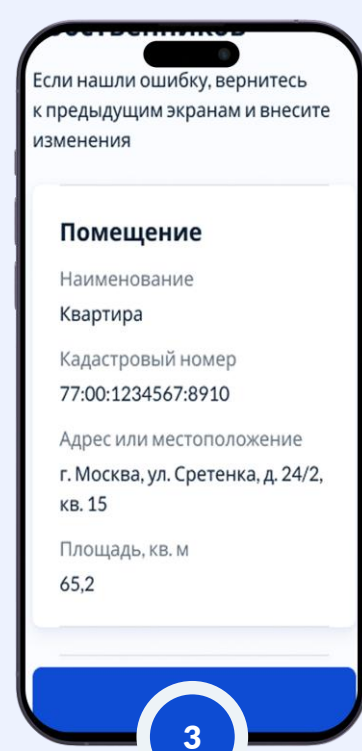 Если нашли ошибку, вернитесь
к предыдущим экранам и внесите
изменения
Помещение
Наименование
Квартира
Кадастровый номер
77:00:1234567:8910
Адрес или местоположение
г. Москва, ул. Сретенка, д. 24/2,
кв. 15
Площадь, кв. м
65,2
3